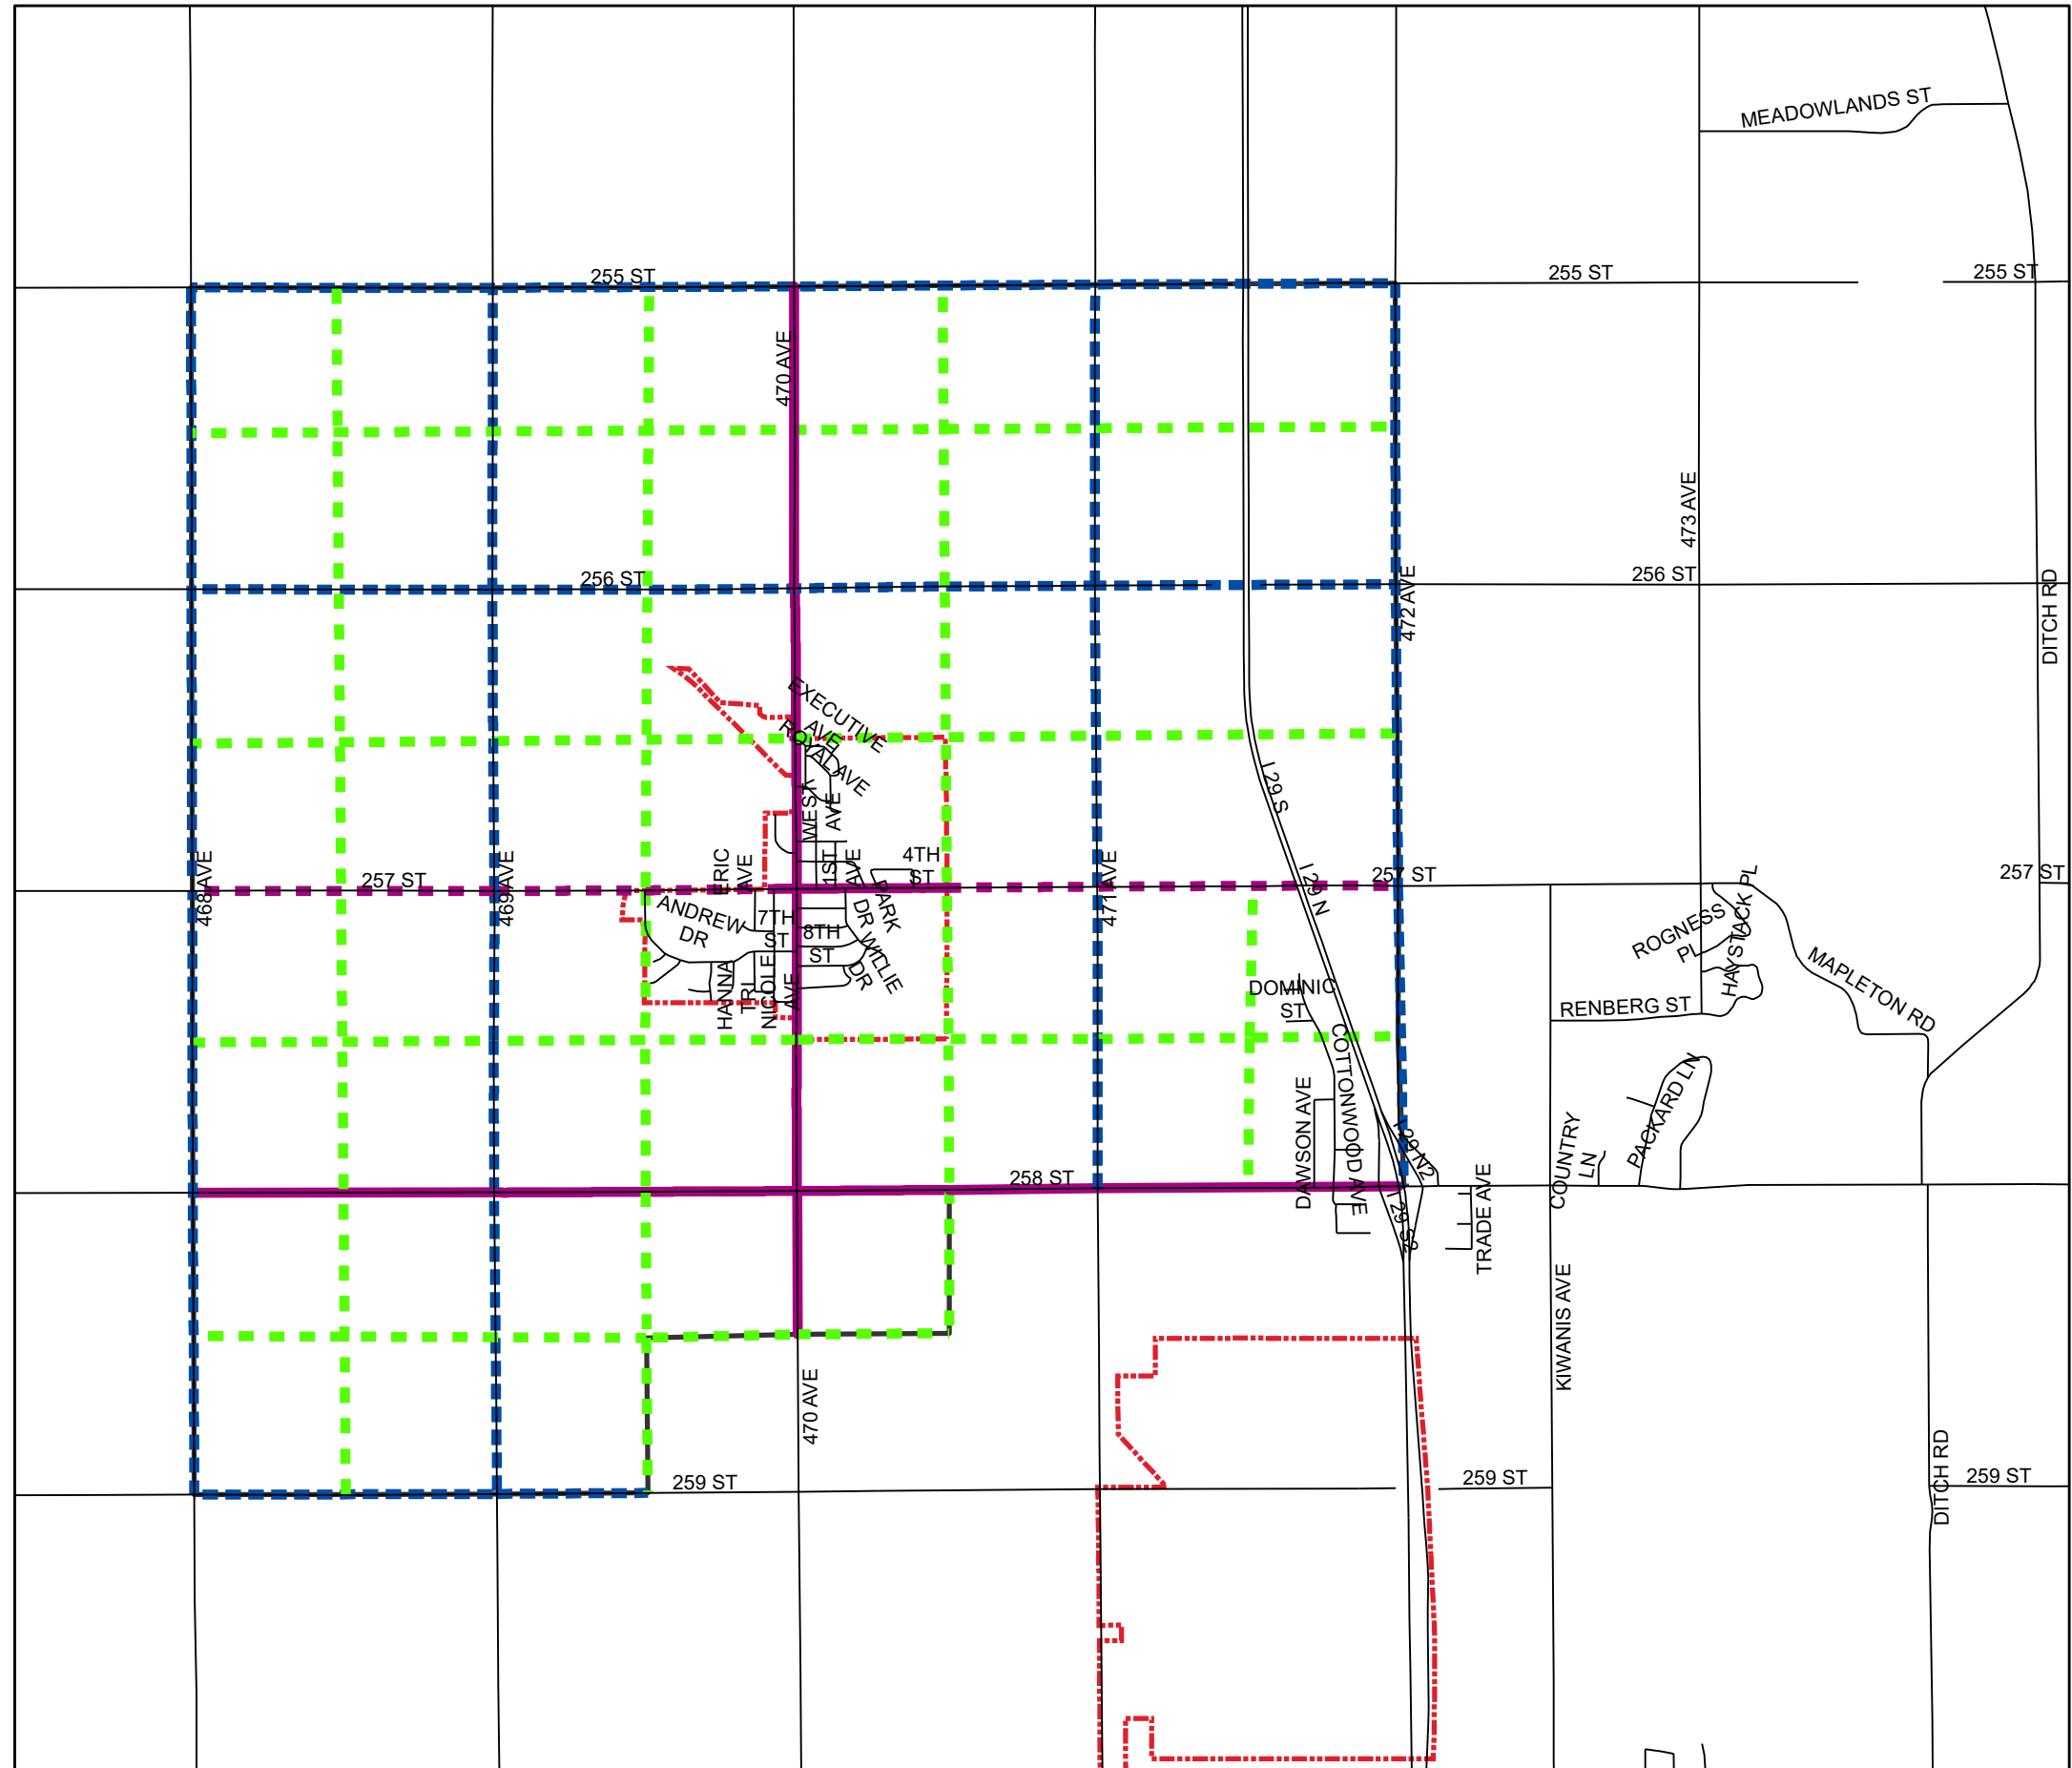 MEADOWLANDS ST
255 ST
255 ST
255 ST
470 AVE
473 AVE
256 ST
256 ST
472 AVE
DITCH RD
EXECUTIVE
AVE
ROYAL AVE
I 29 S
WEST
AVE
468 AVE
469 AVE
ERIC
AVE
1ST
AVE
4TH
ST
471 AVE
257 ST
257 ST
257 ST
I 29 N
ANDREW
DR
7TH
ST
8TH
ST
PARK
DR
WILLIE
DR
ROGNESS
PL
HAYSTACK PL
MAPLETON RD
HANNA
TRL
NICOLE
AVE
DOMINIC
ST
RENBERG ST
COTTONWOOD AVE
DAWSON AVE
PACKARD LN
I 29 N2
COUNTRY
LN
258 ST
I 29 S2
TRADE AVE
KIWANIS AVE
470 AVE
259 ST
259 ST
259 ST
DITCH RD